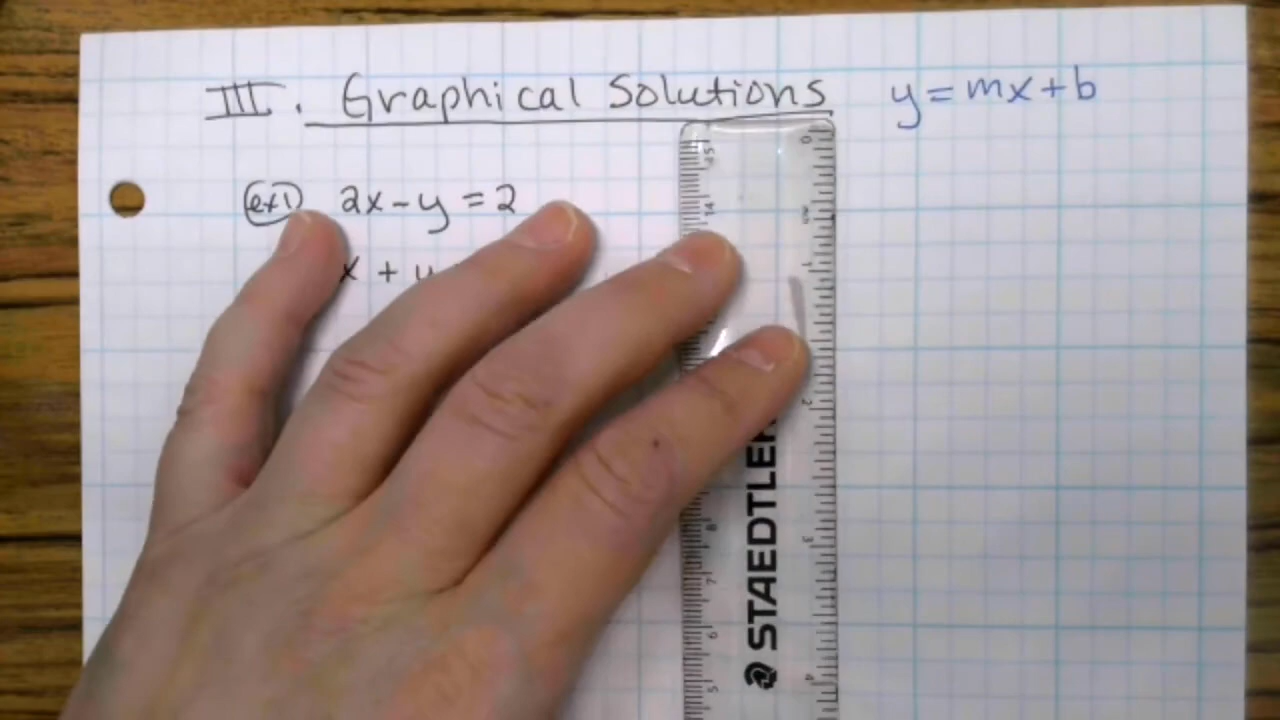 III. Graphical Solutions y=mx+b
ex1 2x-y=2
x + y
STAEDTLER